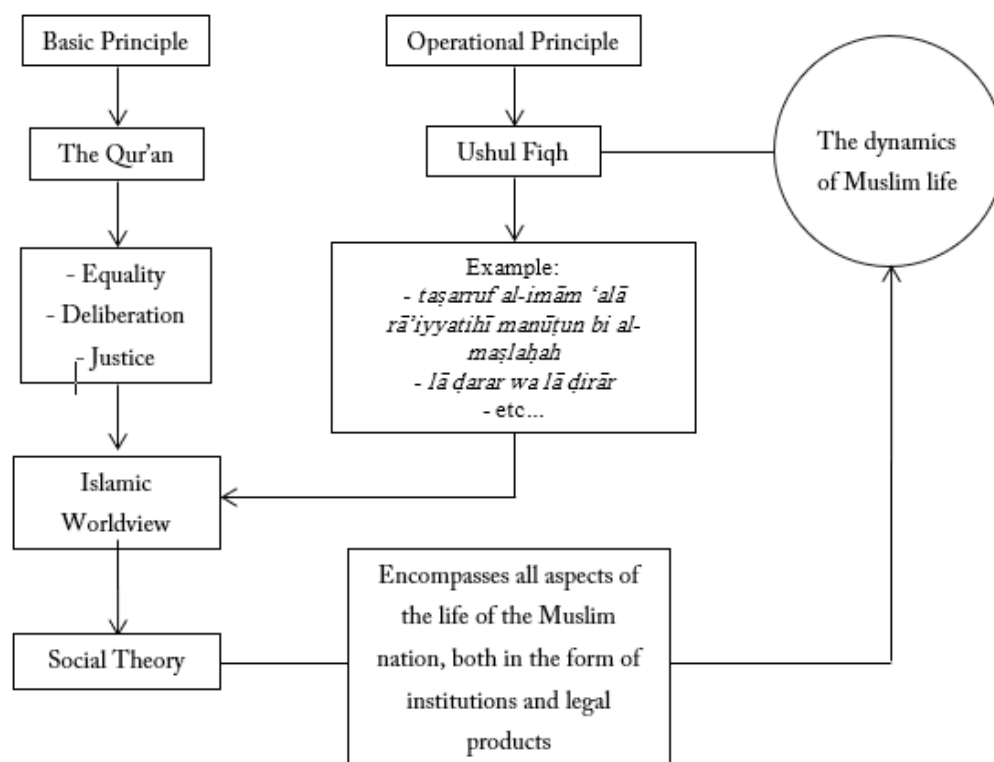 Basic Principle
Operational Principle
The Qur'an
Ushul Fiqh
The dynamics
of Muslim life
- Equality
- Deliberation
- Justice
Example:
- taṣarruf al-imām ‘alā
rā‘iyyatihī manūṭun bi al-
maṣlaḥah
- lā ḍarar wa lā ḍirār
- etc...
Islamic
Worldview
Encompasses all aspects of
the life of the Muslim
nation, both in the form of
institutions and legal
products
Social Theory